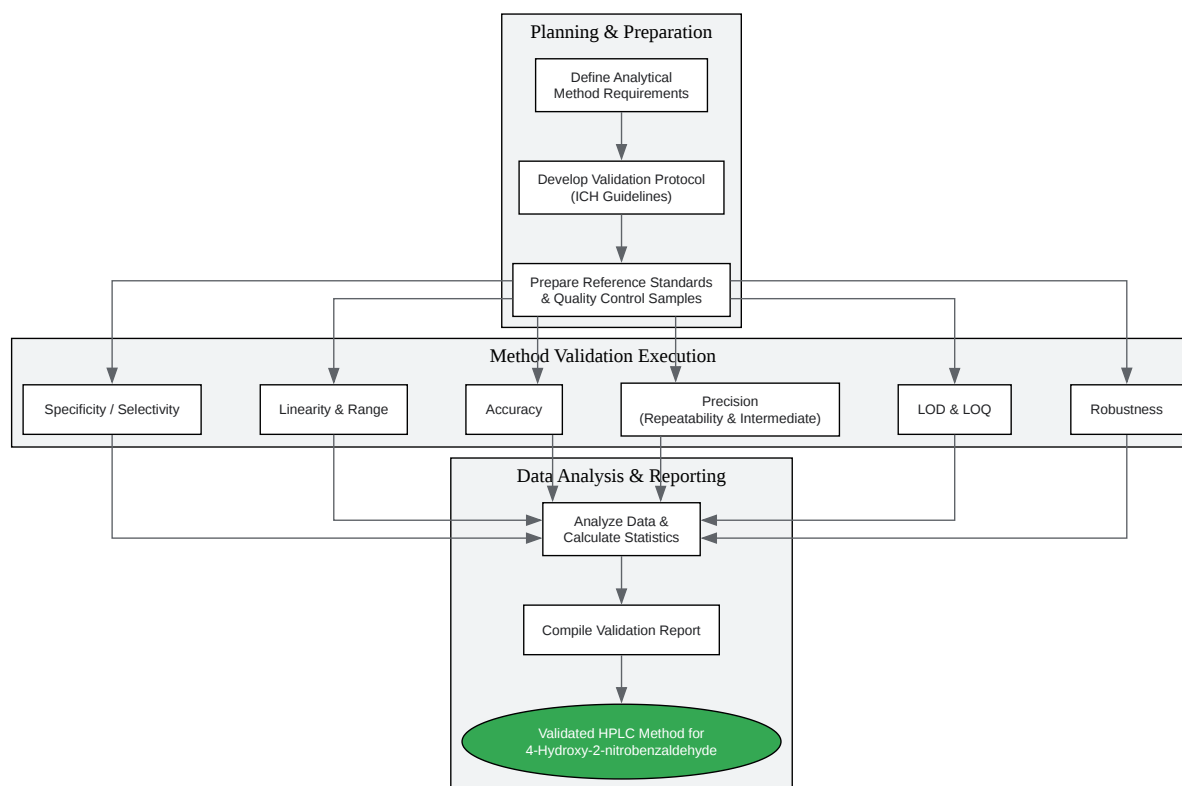 Planning & Preparation
Define Analytical
Method Requirements
Develop Validation Protocol
(ICH Guidelines)
Prepare Reference Standards
& Quality Control Samples
Method Validation Execution
Specificity / Selectivity
Linearity & Range
Accuracy
Precision
(Repeatability & Intermediate)
LOD & LOQ
Robustness
Data Analysis & Reporting
Analyze Data &
Calculate Statistics
Compile Validation Report
Validated HPLC Method for
4-Hydroxy-2-nitrobenzaldehyde